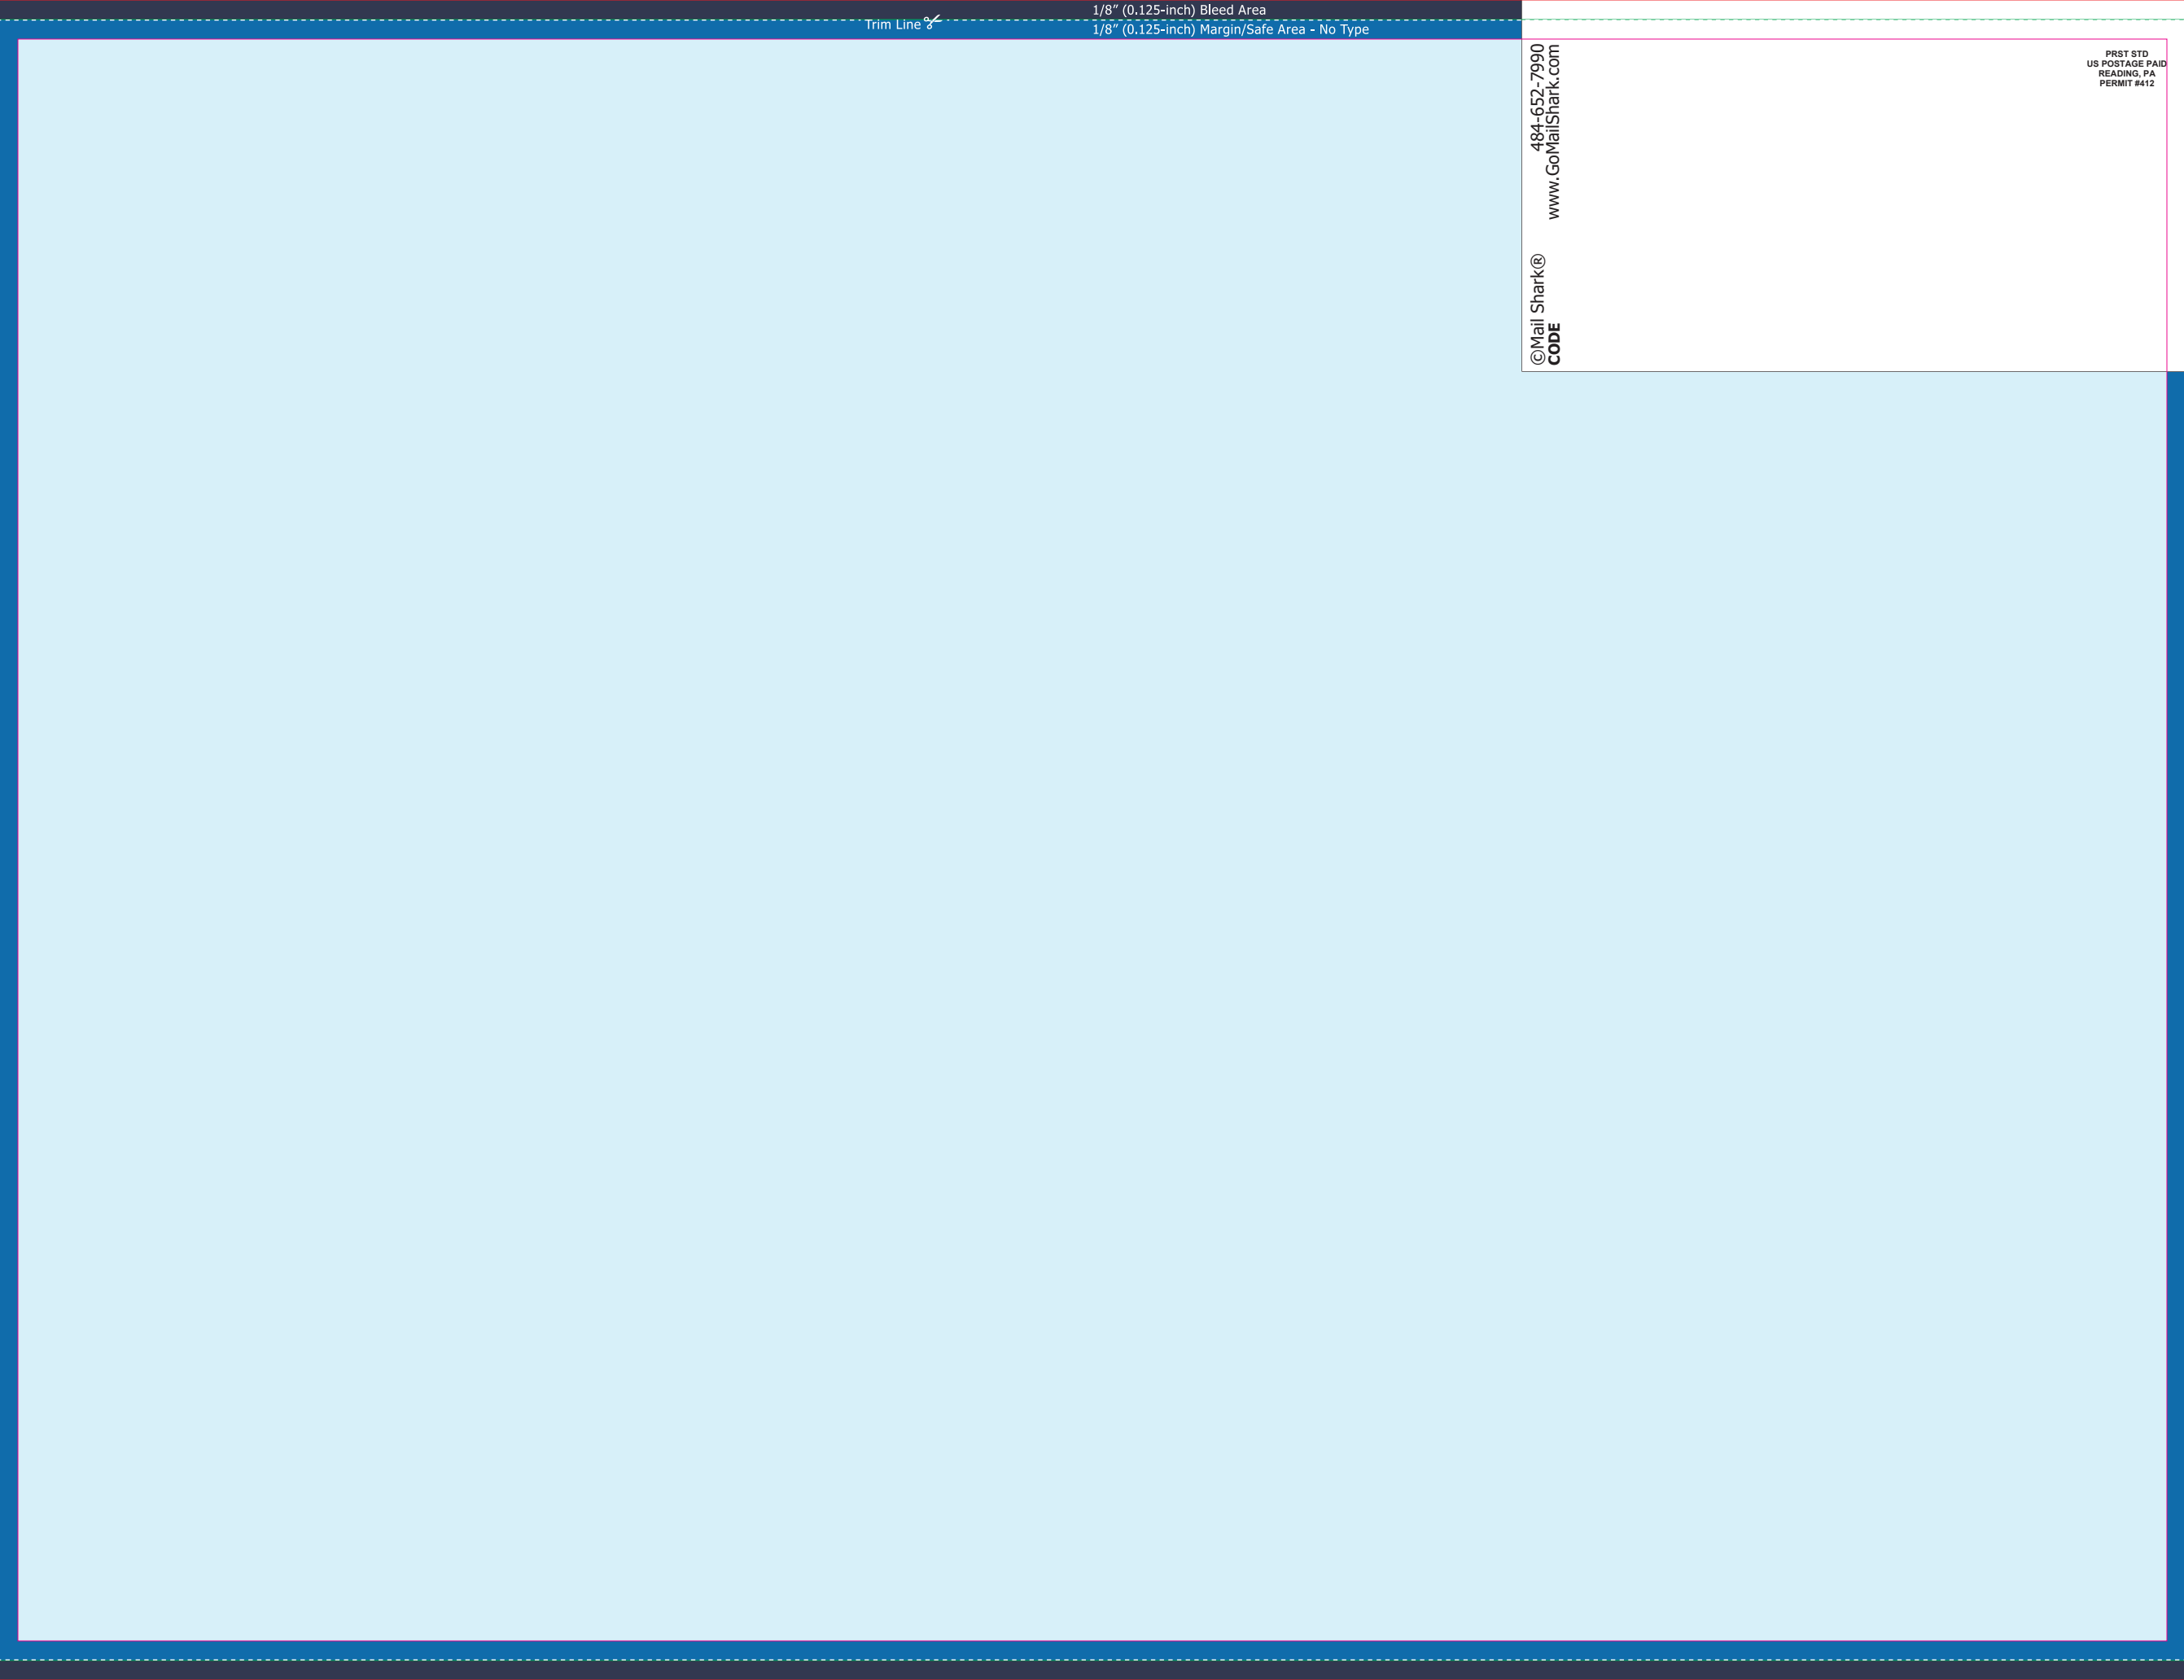 1/8” (0.125-inch) Bleed Area
Trim Line
1/8” (0.125-inch) Margin/Safe Area - No Type
©Mail Shark® 484-652-7990
CODE www.GoMailShark.com
PRST STD
US POSTAGE PAID
READING, PA
PERMIT #412